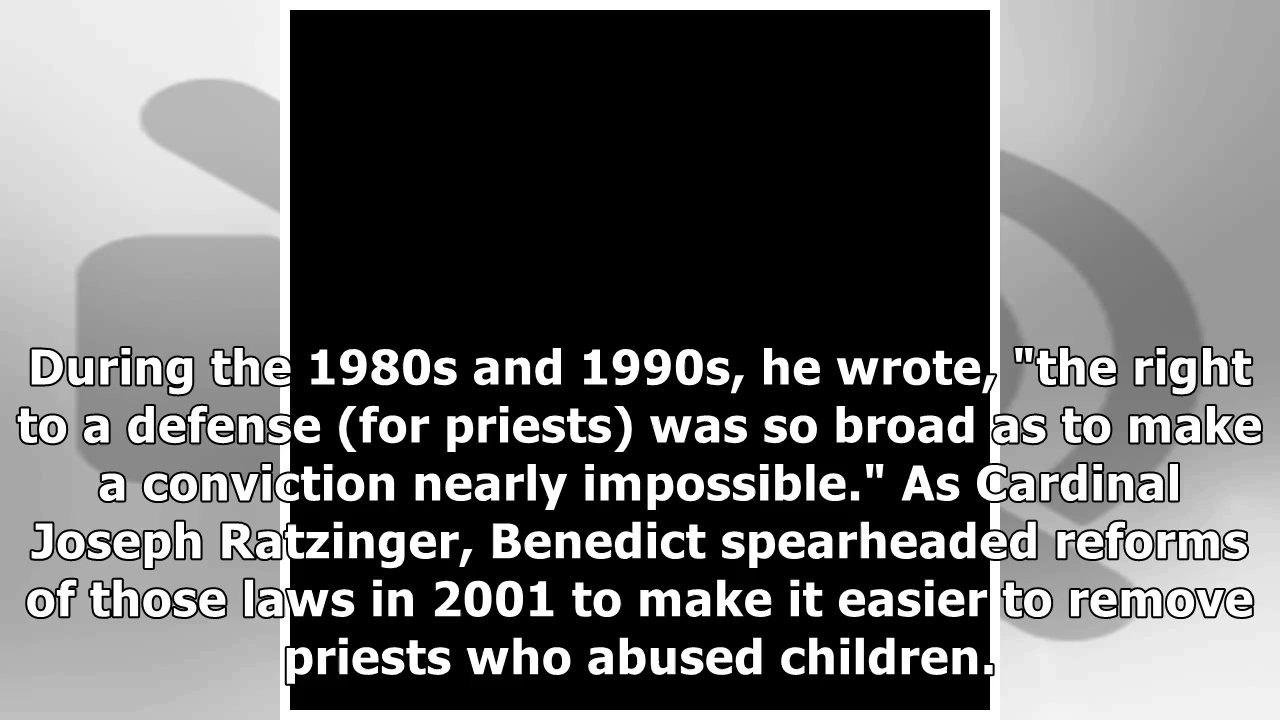 During the 1980s and 1990s, he wrote, "the right
to a defense (for priests) was so broad as to make
a conviction nearly impossible." As Cardinal
Joseph Ratzinger, Benedict spearheaded reforms
of those laws in 2001 to make it easier to remove
priests who abused children.